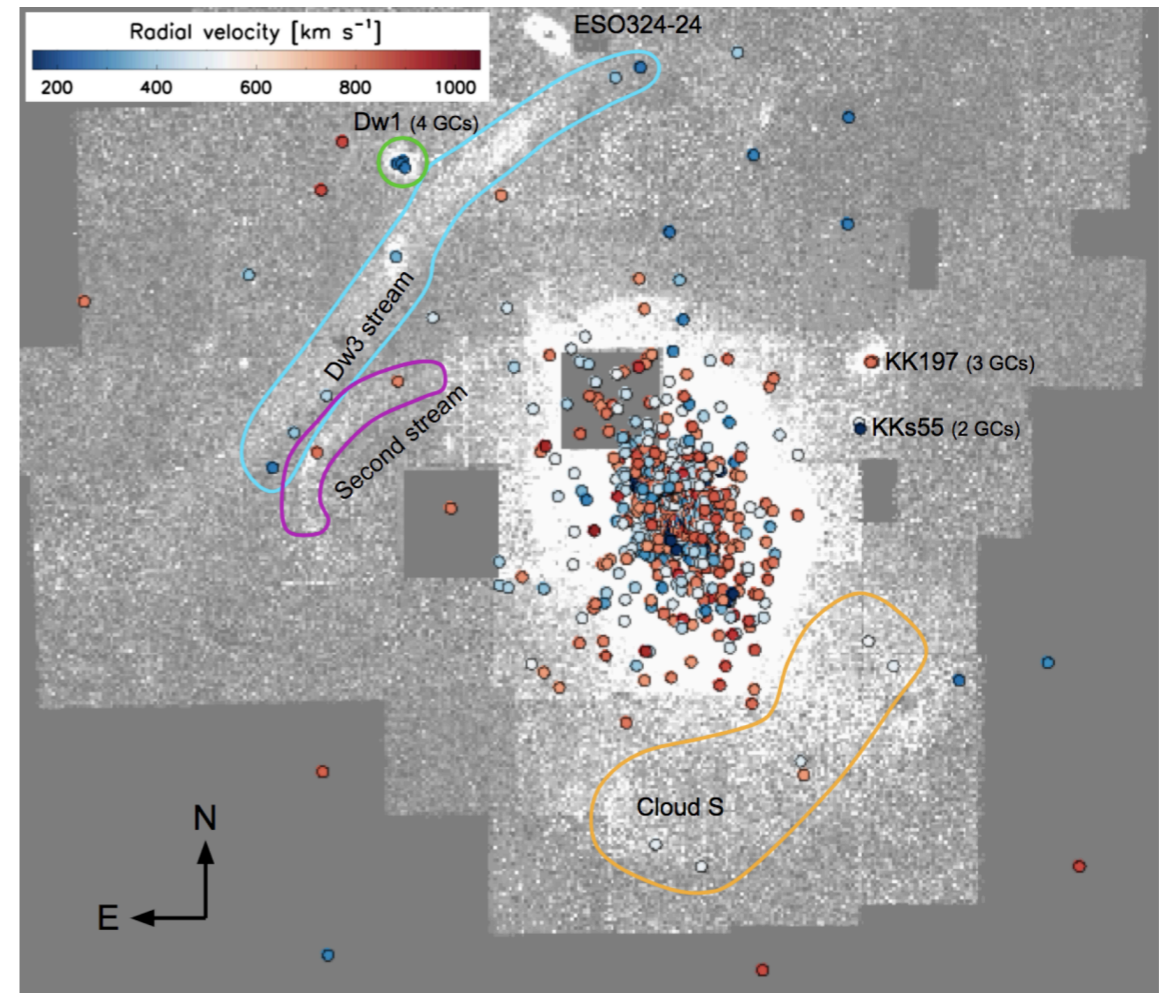 ESO324-24
Radial velocity [km s⁻¹]
200 400 600 800 1000
Dw1 (4 GCs)
Dw3 stream
KK197 (3 GCs)
Second stream
KKs55 (2 GCs)
Cloud S
N
E